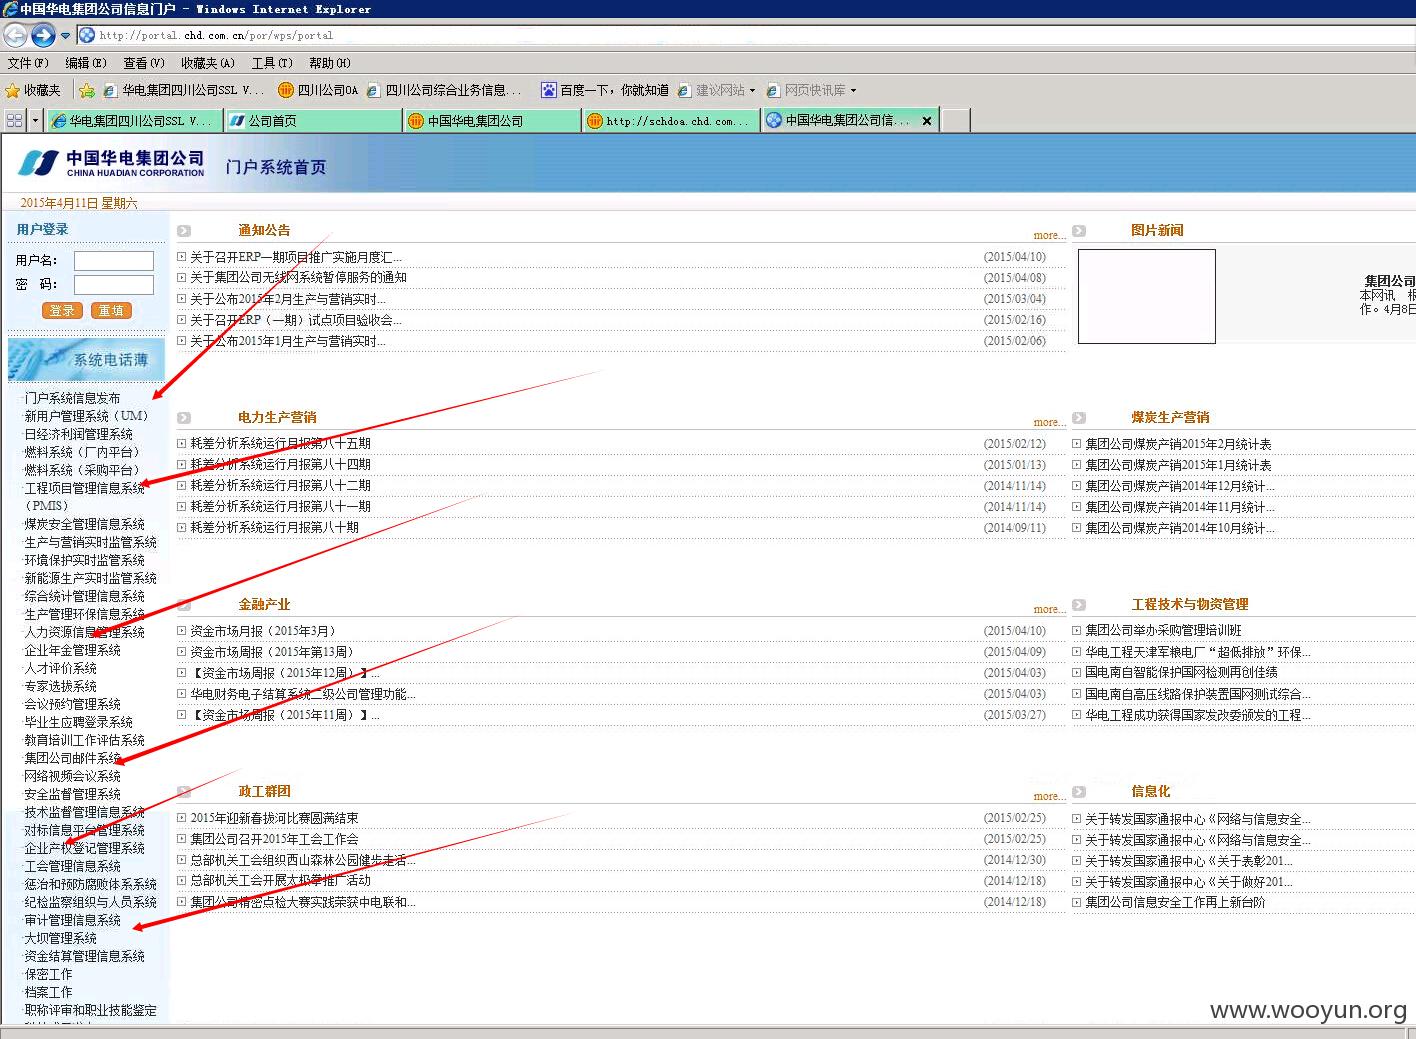 中国华电集团公司信息门户 - Windows Internet Explorer
http://portal.chd.com.cn/por/wps/portal
文件(F) 编辑(E) 查看(V) 收藏夹(A) 工具(T) 帮助(H)
收藏夹 华电集团四川公司SSL V... 四川公司OA 四川公司综合业务信息... 百度一下，你就知道 建议网站 网页快讯库
华电集团四川公司SSL V... 公司首页 中国华电集团公司 http://schdoa.chd.com... 中国华电集团公司信...
中国华电集团公司
CHINA HUADIAN CORPORATION
门户系统首页
2015年4月11日 星期六
用户登录
用户名:
密 码:
登录 重填
系统电话薄
门户系统信息发布
新用户管理系统（UM）
日经济利润管理系统
燃料系统（厂内平台）
燃料系统（采购平台）
工程项目管理信息系统
（PMIS）
煤炭安全管理信息系统
生产与营销实时监管系统
环境保护实时监管系统
新能源生产实时监管系统
综合统计管理信息系统
生产管理环保信息系统
人力资源信息管理系统
企业年金管理系统
人才评价系统
专家选拔系统
会议预约管理系统
毕业生应聘登录系统
教育培训工作评估系统
集团公司邮件系统
网络视频会议系统
安全监督管理系统
技术监督管理信息系统
对标信息平台管理系统
企业产权登记管理系统
工会管理信息系统
惩治和预防腐败体系系统
纪检监察组织与人员系统
审计管理信息系统
大坝管理系统
资金结算管理信息系统
保密工作
档案工作
职称评审和职业技能鉴定
通知公告
more...
关于召开ERP一期项目推广实施月度汇... (2015/04/10)
关于集团公司无线网系统暂停服务的通知 (2015/04/08)
关于公布2015年2月生产与营销实时... (2015/03/04)
关于召开ERP（一期）试点项目验收会... (2015/02/16)
关于公布2015年1月生产与营销实时... (2015/02/06)
图片新闻
集团公司
本网讯 根
作。4月8日
电力生产营销
more...
耗差分析系统运行月报第八十五期 (2015/02/12)
耗差分析系统运行月报第八十四期 (2015/01/13)
耗差分析系统运行月报第八十二期 (2014/11/14)
耗差分析系统运行月报第八十一期 (2014/11/14)
耗差分析系统运行月报第八十期 (2014/09/11)
煤炭生产营销
集团公司煤炭产销2015年2月统计表
集团公司煤炭产销2015年1月统计表
集团公司煤炭产销2014年12月统计...
集团公司煤炭产销2014年11月统计...
集团公司煤炭产销2014年10月统计...
金融产业
more...
资金市场月报（2015年3月） (2015/04/10)
资金市场周报（2015年第13周） (2015/04/09)
【资金市场周报（2015年12周）】... (2015/04/03)
华电财务电子结算系统二级公司管理功能... (2015/04/03)
【资金市场周报（2015年11周）】... (2015/03/27)
工程技术与物资管理
集团公司举办采购管理培训班
华电工程天津军粮电厂“超低排放”环保...
国电南自智能保护国网检测再创佳绩
国电南自高压线路保护装置国网测试综合...
华电工程成功获得国家发改委颁发的工程...
政工群团
more...
2015年迎新春拔河比赛圆满结束 (2015/02/25)
集团公司召开2015年工会工作会 (2015/02/25)
总部机关工会组织西山森林公园健步走活... (2014/12/30)
总部机关工会开展太极拳推广活动 (2014/12/18)
集团公司精密点检大赛实践荣获中电联和... (2014/12/18)
信息化
关于转发国家通报中心《网络与信息安全...
关于转发国家通报中心《网络与信息安全...
关于转发国家通报中心《关于表彰201...
关于转发国家通报中心《关于做好201...
集团公司信息安全工作再上新台阶
www.wooyun.org